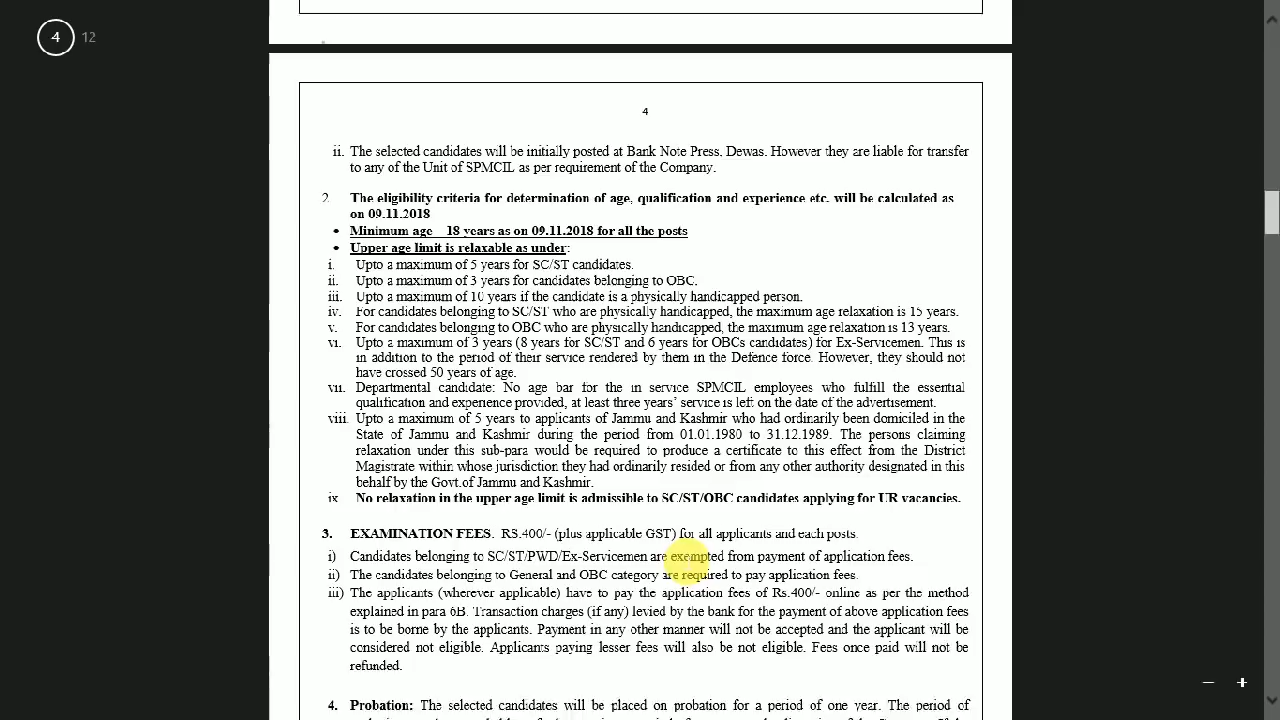 4
12
4
ii. The selected candidates will be initially posted at Bank Note Press, Dewas. However they are liable for transfer
to any of the Unit of SPMCIL as per requirement of the Company.
2. The eligibility criteria for determination of age, qualification and experience etc. will be calculated as
on 09.11.2018
• Minimum age – 18 years as on 09.11.2018 for all the posts
• Upper age limit is relaxable as under:
i. Upto a maximum of 5 years for SC/ST candidates.
ii. Upto a maximum of 3 years for candidates belonging to OBC.
iii. Upto a maximum of 10 years if the candidate is a physically handicapped person.
iv. For candidates belonging to SC/ST who are physically handicapped, the maximum age relaxation is 15 years.
v. For candidates belonging to OBC who are physically handicapped, the maximum age relaxation is 13 years.
vi. Upto a maximum of 3 years (8 years for SC/ST and 6 years for OBCs candidates) for Ex-Servicemen. This is
in addition to the period of their service rendered by them in the Defence force. However, they should not
have crossed 50 years of age.
vii. Departmental candidate: No age bar for the in service SPMCIL employees who fulfill the essential
qualification and experience provided, at least three years' service is left on the date of the advertisement.
viii. Upto a maximum of 5 years to applicants of Jammu and Kashmir who had ordinarily been domiciled in the
State of Jammu and Kashmir during the period from 01.01.1980 to 31.12.1989. The persons claiming
relaxation under this sub-para would be required to produce a certificate to this effect from the District
Magistrate within whose jurisdiction they had ordinarily resided or from any other authority designated in this
behalf by the Govt.of Jammu and Kashmir.
ix No relaxation in the upper age limit is admissible to SC/ST/OBC candidates applying for UR vacancies.
3. EXAMINATION FEES. RS.400/- (plus applicable GST) for all applicants and each posts.
i) Candidates belonging to SC/ST/PWD/Ex-Servicemen are exempted from payment of application fees.
ii) The candidates belonging to General and OBC category are required to pay application fees.
iii) The applicants (wherever applicable) have to pay the application fees of Rs.400/- online as per the method
explained in para 6B. Transaction charges (if any) levied by the bank for the payment of above application fees
is to be borne by the applicants. Payment in any other manner will not be accepted and the applicant will be
considered not eligible. Applicants paying lesser fees will also be not eligible. Fees once paid will not be
refunded.
4. Probation: The selected candidates will be placed on probation for a period of one year. The period of